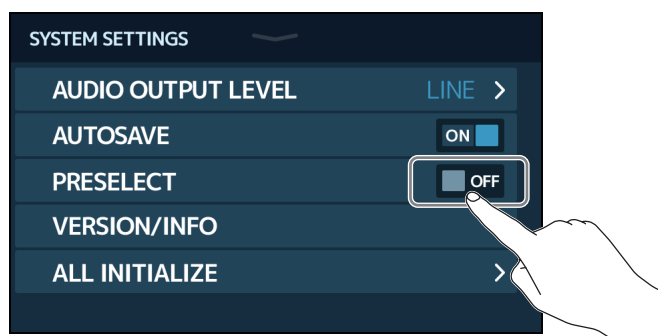 SYSTEM SETTINGS
AUDIO OUTPUT LEVEL LINE >
AUTOSAVE ON
PRESELECT OFF
VERSION/INFO
ALL INITIALIZE >